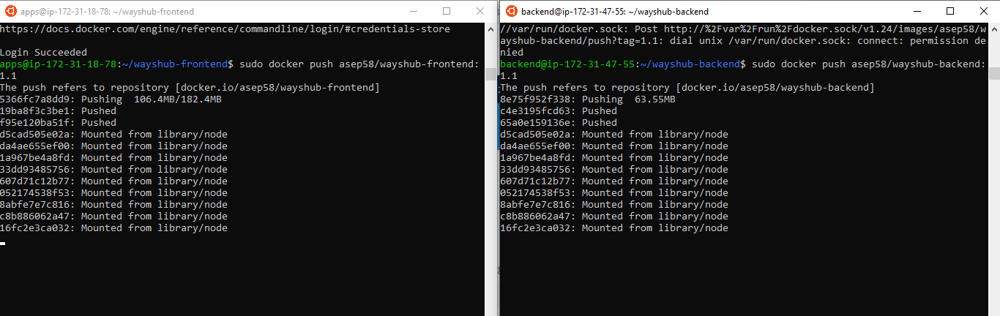 apps@ip-172-31-18-78: ~/wayshub-frontend
https://docs.docker.com/engine/reference/commandline/login/#credentials-store
Login Succeeded
apps@ip-172-31-18-78:~/wayshub-frontend$ sudo docker push asep58/wayshub-frontend:
1.1
The push refers to repository [docker.io/asep58/wayshub-frontend]
5366fc7a8dd9: Pushing  106.4MB/182.4MB
19ba8f3c3be1: Pushed
f95e120ba51f: Pushed
d5cad505e02a: Mounted from library/node
da4ae655ef00: Mounted from library/node
1a967be4a8fd: Mounted from library/node
33dd93485756: Mounted from library/node
607d71c12b77: Mounted from library/node
052174538f53: Mounted from library/node
8abfe7e7c816: Mounted from library/node
c8b886062a47: Mounted from library/node
16fc2e3ca032: Mounted from library/node
backend@ip-172-31-47-55: ~/wayshub-backend
//var/run/docker.sock: Post http://%2Fvar%2Frun%2Fdocker.sock/v1.24/images/asep58/w
ayshub-backend/push?tag=1.1: dial unix /var/run/docker.sock: connect: permission de
nied
backend@ip-172-31-47-55:~/wayshub-backend$ sudo docker push asep58/wayshub-backend:
1.1
The push refers to repository [docker.io/asep58/wayshub-backend]
8e75f952f338: Pushing  63.55MB
c4e3195fcd63: Pushed
65a0e159136e: Pushed
d5cad505e02a: Mounted from library/node
da4ae655ef00: Mounted from library/node
1a967be4a8fd: Mounted from library/node
33dd93485756: Mounted from library/node
607d71c12b77: Mounted from library/node
052174538f53: Mounted from library/node
8abfe7e7c816: Mounted from library/node
c8b886062a47: Mounted from library/node
16fc2e3ca032: Mounted from library/node